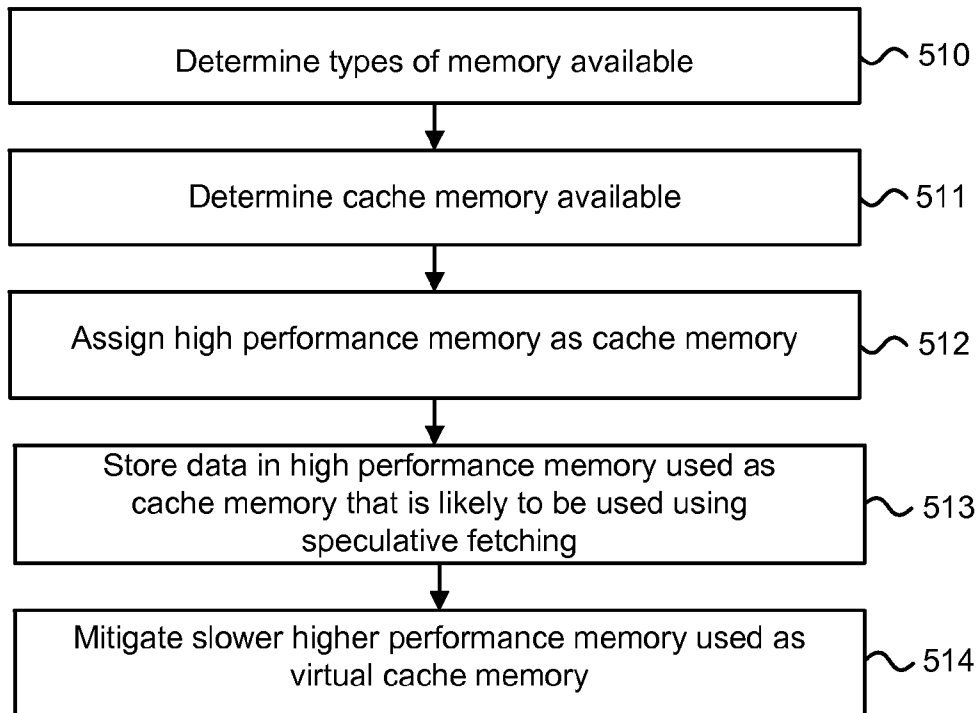 Determine types of memory available
510
Determine cache memory available
511
Assign high performance memory as cache memory
512
Store data in high performance memory used as
cache memory that is likely to be used using
speculative fetching
513
Mitigate slower higher performance memory used as
virtual cache memory
514